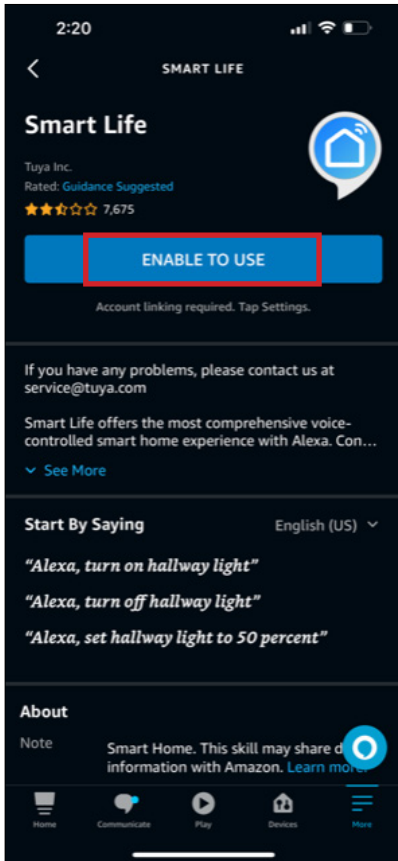 2:20
SMART LIFE
Smart Life
Tuya Inc.
Rated: Guidance Suggested
7,675
ENABLE TO USE
Account linking required. Tap Settings.
If you have any problems, please contact us at
service@tuya.com
Smart Life offers the most comprehensive voice-
controlled smart home experience with Alexa. Con...
See More
Start By Saying
English (US)
“Alexa, turn on hallway light”
“Alexa, turn off hallway light”
“Alexa, set hallway light to 50 percent”
About
Note
Smart Home. This skill may share d
information with Amazon. Learn more.
Home
Communicate
Play
Devices
More